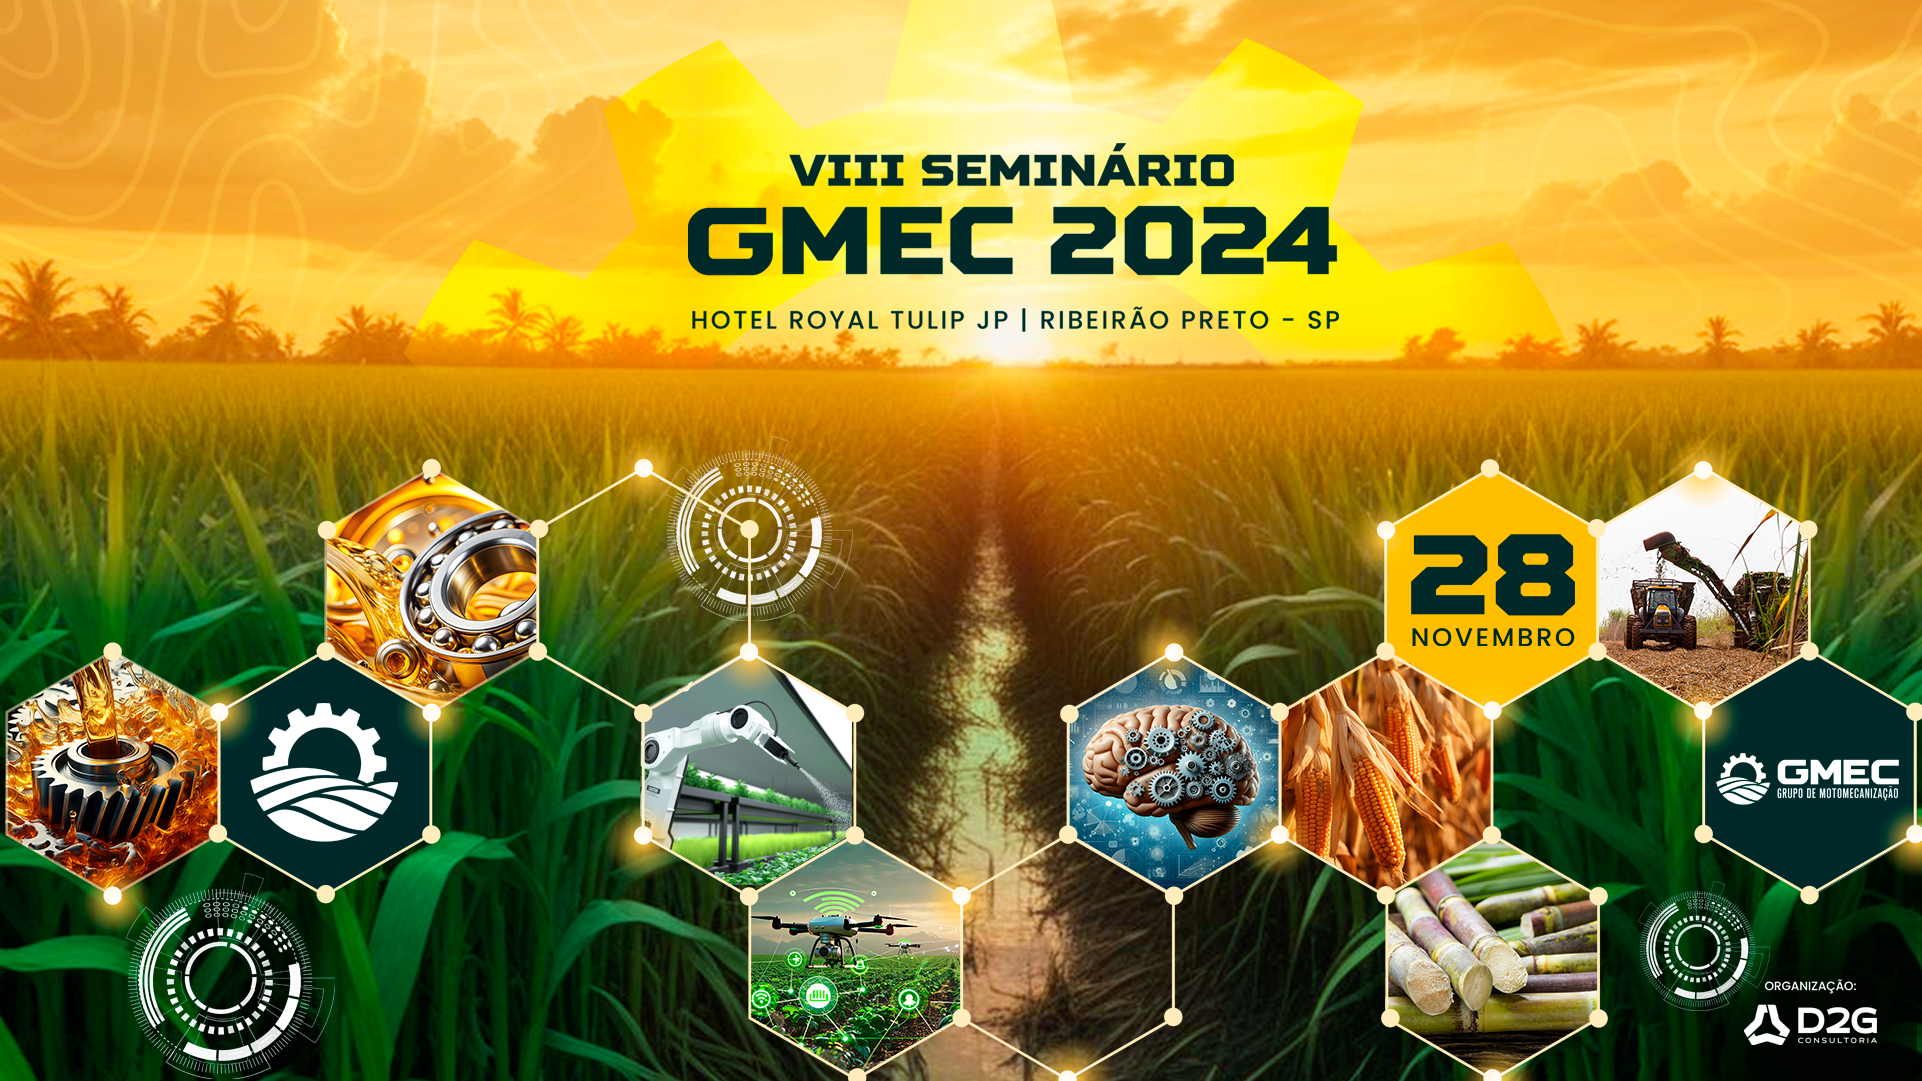 VIII SEMINÁRIO
GMEC 2024
HOTEL ROYAL TULIP JP | RIBEIRÃO PRETO - SP
28
NOVEMBRO
GMEC
GRUPO DE MOTOMECANIZAÇÃO
ORGANIZAÇÃO:
D2G
CONSULTORIA